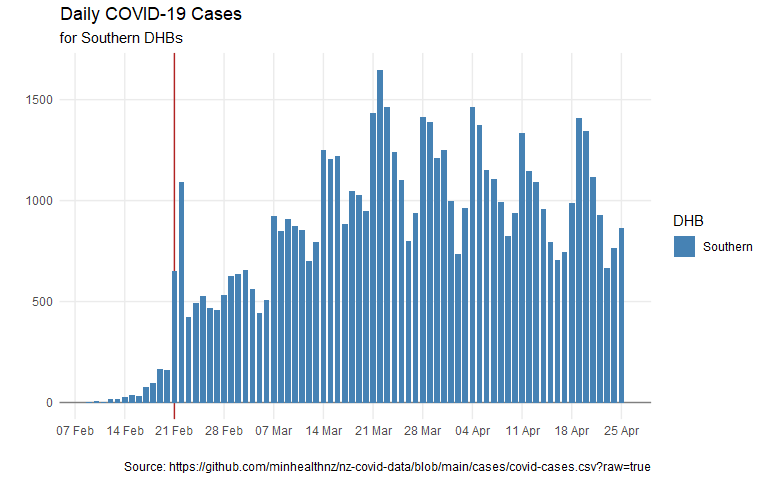 Daily COVID-19 Cases
for Southern DHBs
1500
1000
500
0
07 Feb 14 Feb 21 Feb 28 Feb 07 Mar 14 Mar 21 Mar 28 Mar 04 Apr 11 Apr 18 Apr 25 Apr
DHB
Southern
Source: https://github.com/minhealthnz/nz-covid-data/blob/main/cases/covid-cases.csv?raw=true